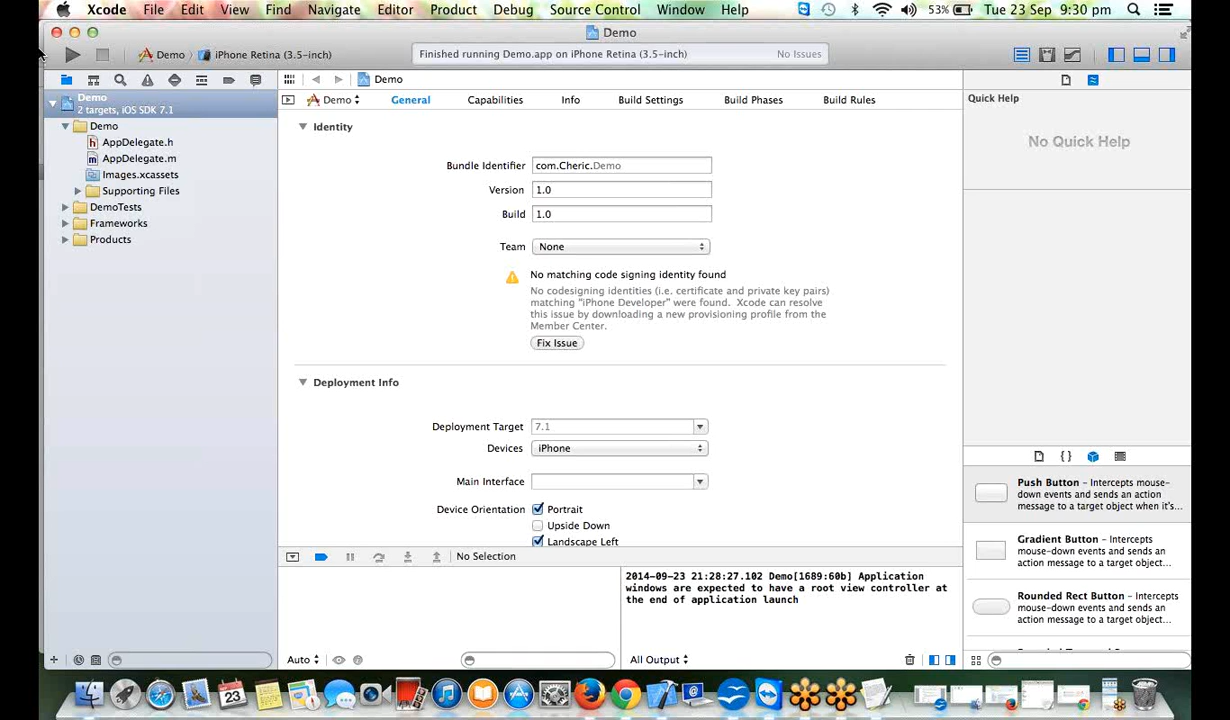 Xcode File Edit View Find Navigate Editor Product Debug Source Control Window Help 53% Tue 23 Sep 9:30 pm
Demo
Demo iPhone Retina (3.5-inch) Finished running Demo.app on iPhone Retina (3.5-inch) No Issues
Demo
Demo
2 targets, iOS SDK 7.1
Demo
AppDelegate.h
AppDelegate.m
Images.xcassets
Supporting Files
DemoTests
Frameworks
Products
Demo General Capabilities Info Build Settings Build Phases Build Rules
Identity
Bundle Identifier com.Cheric.Demo
Version 1.0
Build 1.0
Team None
No matching code signing identity found
No codesigning identities (i.e. certificate and private key pairs)
matching “iPhone Developer” were found. Xcode can resolve
this issue by downloading a new provisioning profile from the
Member Center.
Fix Issue
Deployment Info
Deployment Target 7.1
Devices iPhone
Main Interface
Device Orientation Portrait
Upside Down
Landscape Left
No Selection
2014-09-23 21:28:27.102 Demo[1689:60b] Application
windows are expected to have a root view controller at
the end of application launch
Auto
All Output
Quick Help
No Quick Help
Push Button - Intercepts mouse-
down events and sends an action
message to a target object when it's...
Gradient Button - Intercepts
mouse-down events and sends an
action message to a target object...
Rounded Rect Button - Intercepts
mouse-down events and sends an
action message to a target object...
23